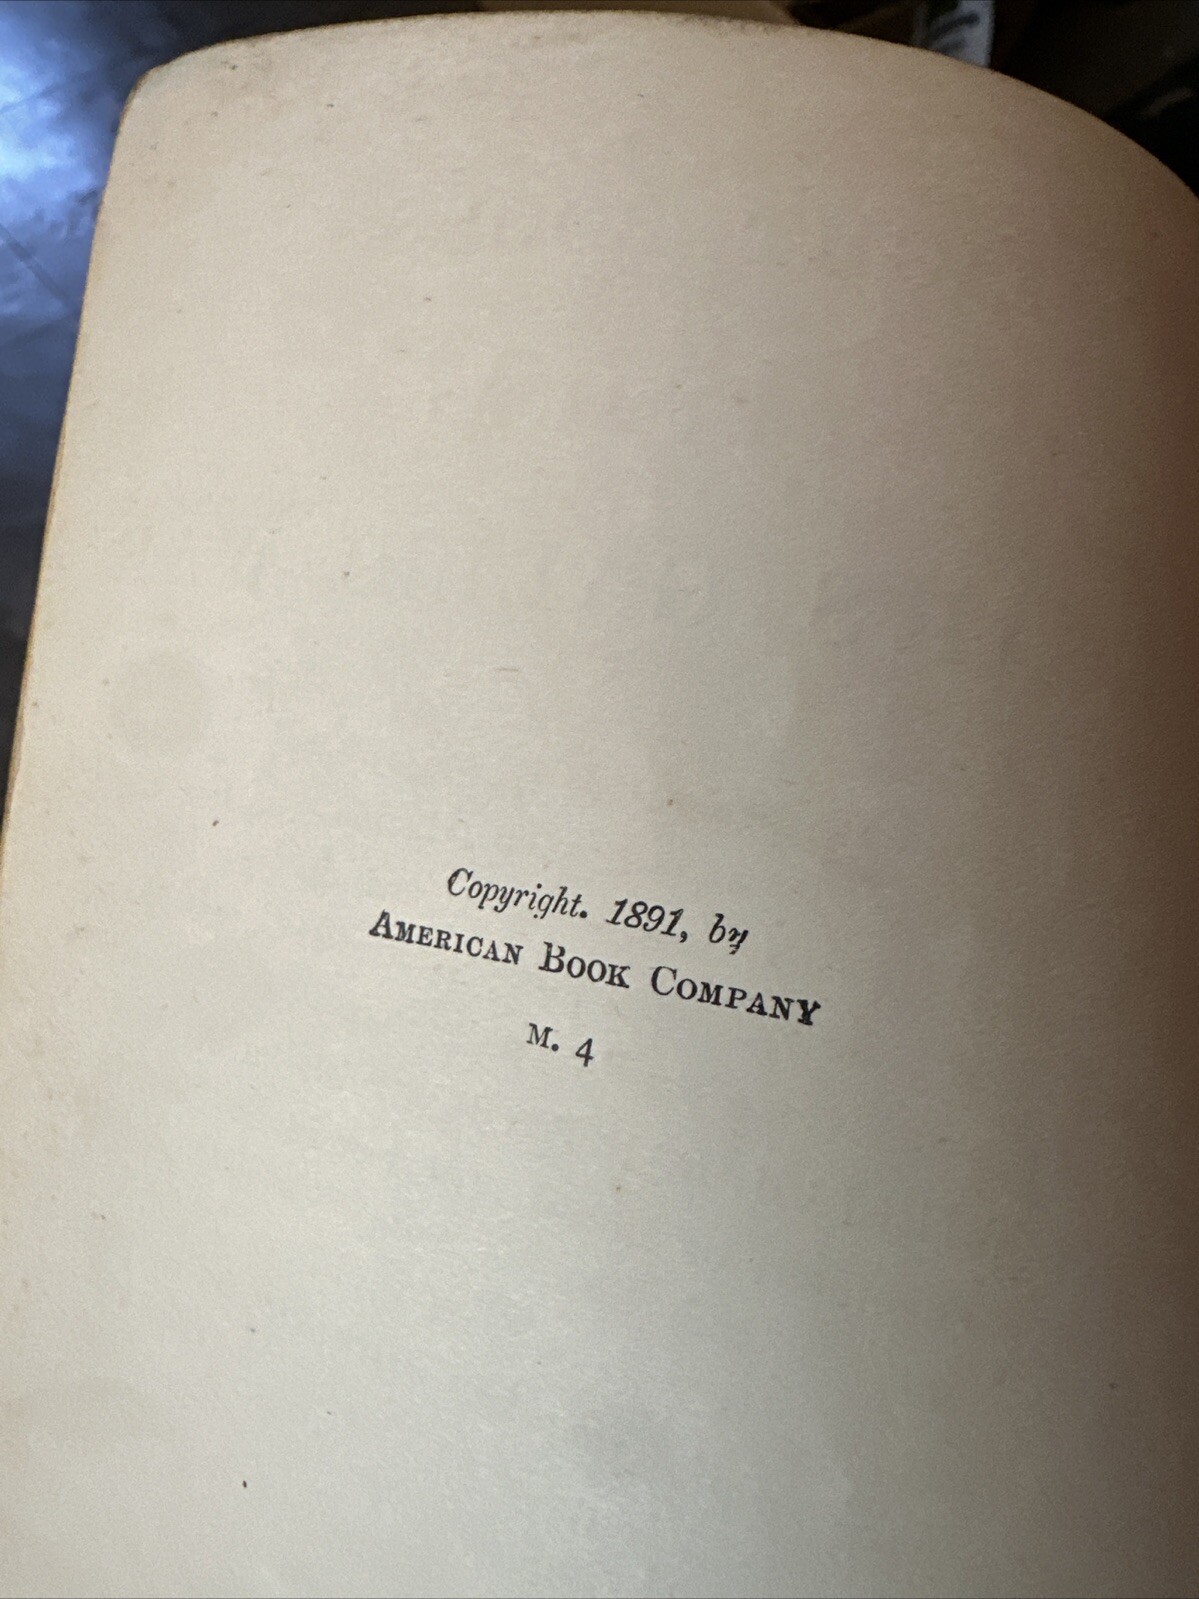 Copyright. 1891, by
AMERICAN BOOK COMPANY
M. 4